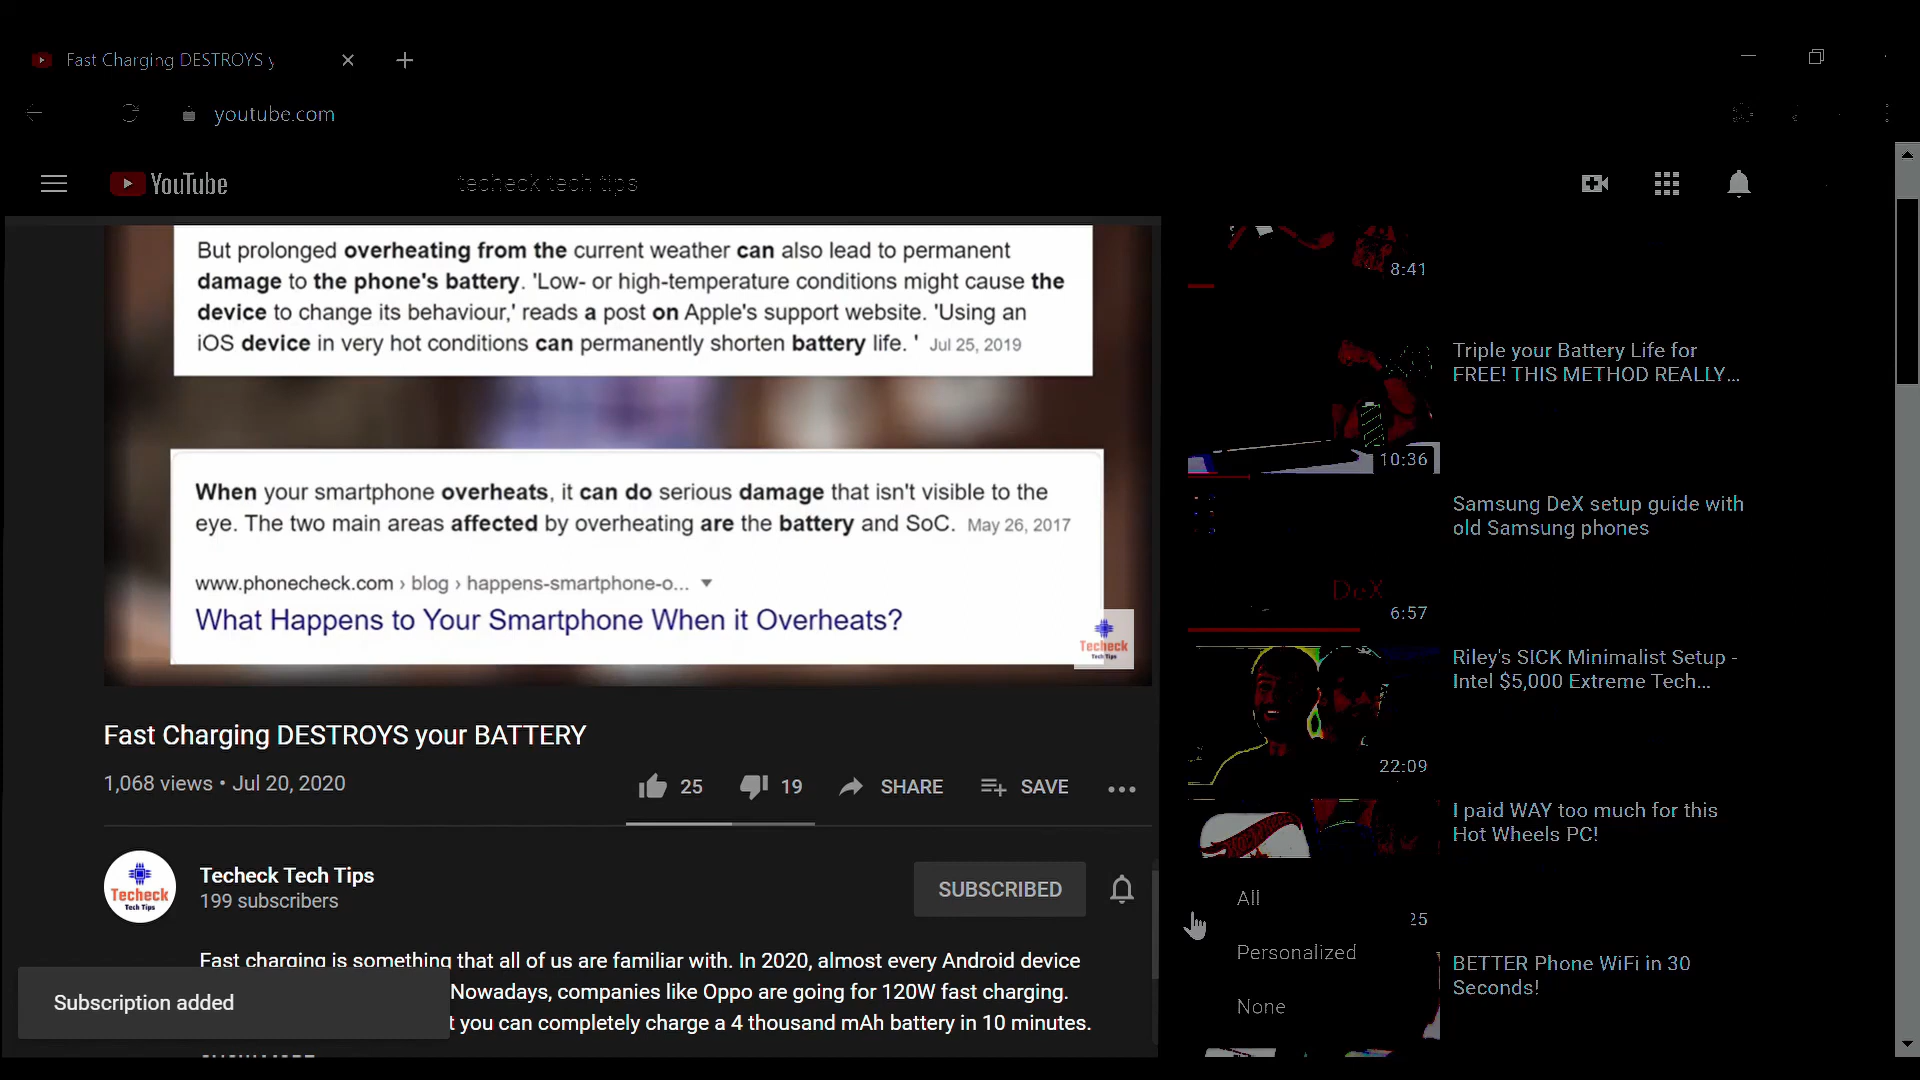 Fast Charging DESTROYS y
youtube.com
YouTube
techeck tech tips
But prolonged overheating from the current weather can also lead to permanent
damage to the phone's battery. 'Low- or high-temperature conditions might cause the
device to change its behaviour,' reads a post on Apple's support website. 'Using an
iOS device in very hot conditions can permanently shorten battery life. ' Jul 25, 2019
When your smartphone overheats, it can do serious damage that isn't visible to the
eye. The two main areas affected by overheating are the battery and SoC. May 26, 2017
www.phonecheck.com › blog › happens-smartphone-o...
What Happens to Your Smartphone When it Overheats?
Techeck
Tech Tips
Fast Charging DESTROYS your BATTERY
1,068 views • Jul 20, 2020
25
19
SHARE
SAVE
Techeck
Tech Tips
Techeck Tech Tips
199 subscribers
SUBSCRIBED
Fast charging is something that all of us are familiar with. In 2020, almost every Android device
Nowadays, companies like Oppo are going for 120W fast charging.
t you can completely charge a 4 thousand mAh battery in 10 minutes.
Subscription added
8:41
Triple your Battery Life for
FREE! THIS METHOD REALLY...
10:36
Samsung DeX setup guide with
old Samsung phones
DeX
6:57
Riley's SICK Minimalist Setup -
Intel $5,000 Extreme Tech...
22:09
I paid WAY too much for this
Hot Wheels PC!
25
All
Personalized
None
BETTER Phone WiFi in 30
Seconds!